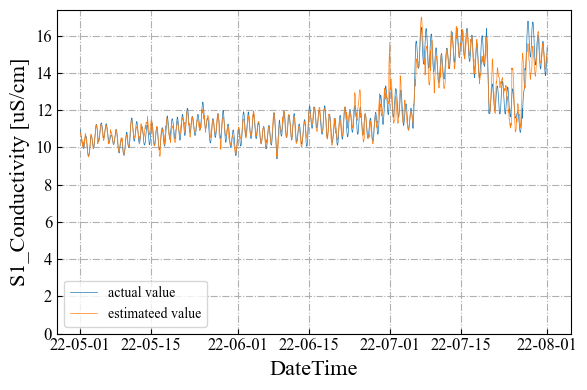 S1_Conductivity [uS/cm]
16
14
12
10
8
6
4
2
0
actual value
estimateed value
22-05-01 22-05-15 22-06-01 22-06-15 22-07-01 22-07-15 22-08-01
DateTime